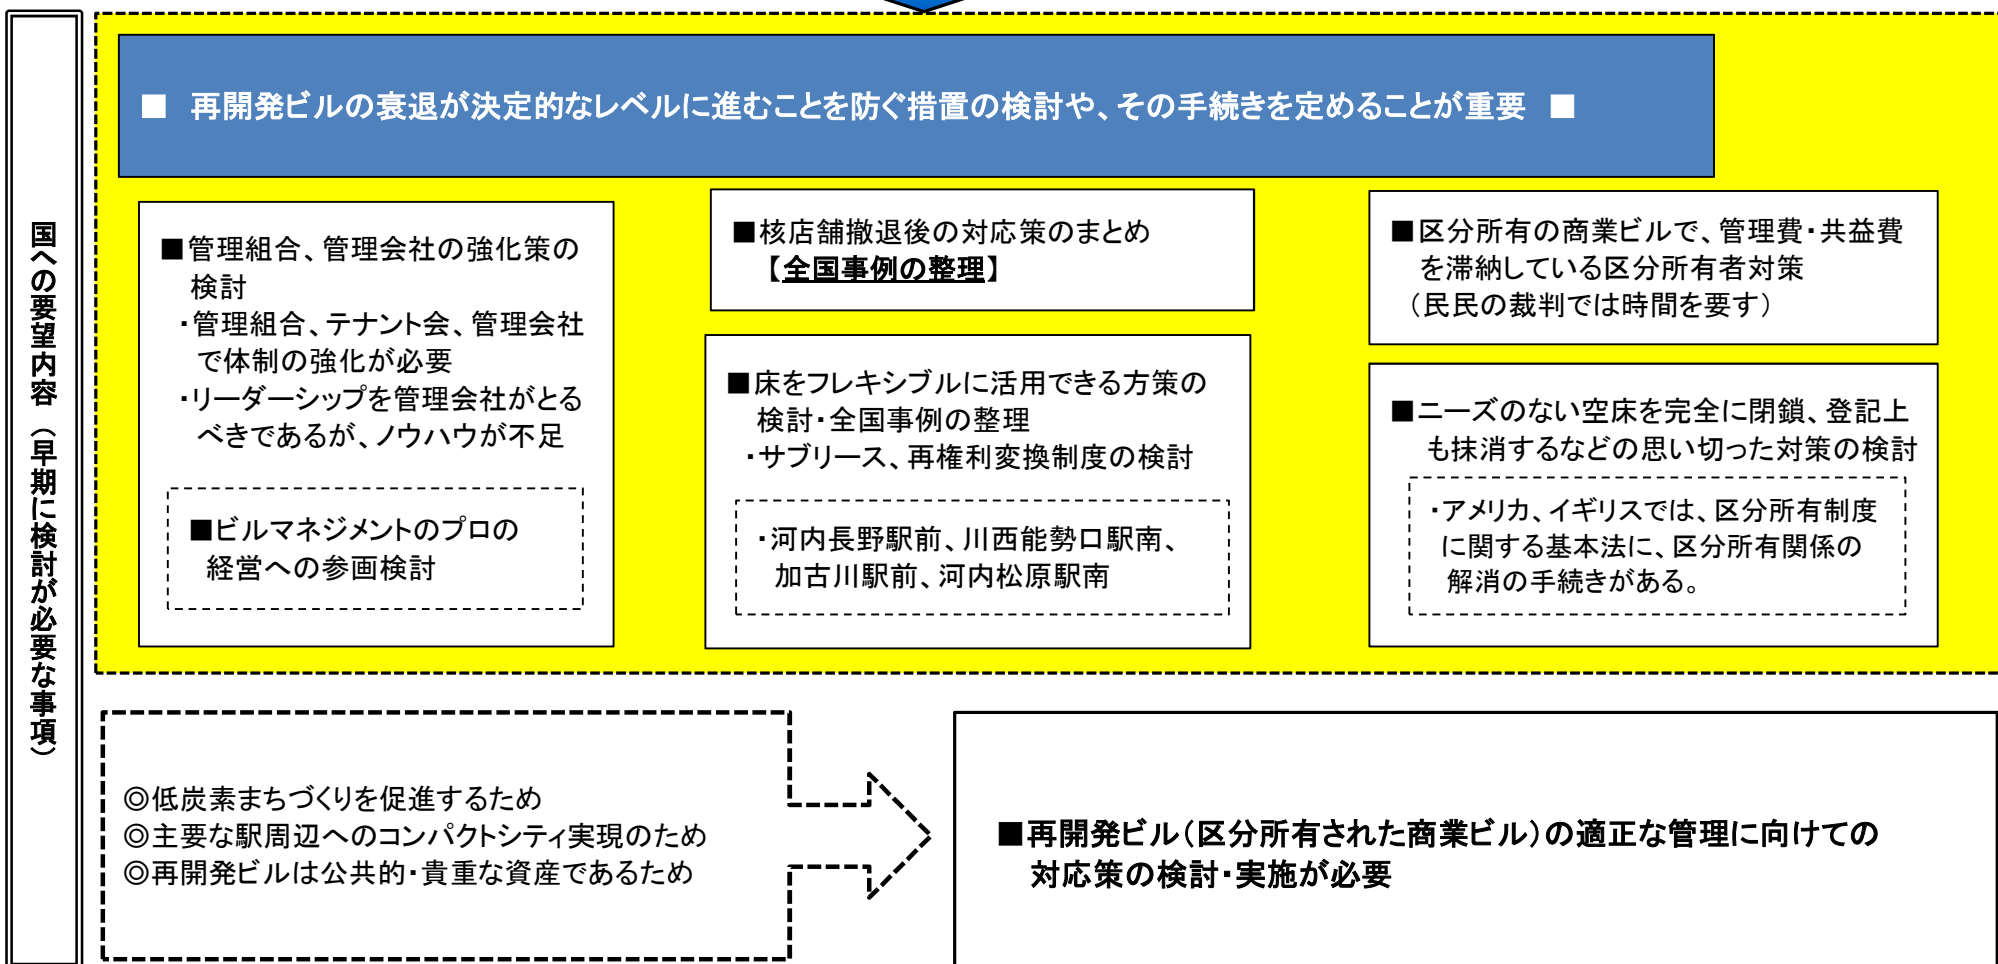 国への要望内容（早期に検討が必要な事項）
■ 再開発ビルの衰退が決定的なレベルに進むことを防ぐ措置の検討や、その手続きを定めることが重要 ■
■管理組合、管理会社の強化策の
検討
・管理組合、テナント会、管理会社
で体制の強化が必要
・リーダーシップを管理会社がとる
べきであるが、ノウハウが不足
■ビルマネジメントのプロの
経営への参画検討
■核店舗撤退後の対応策のまとめ
【全国事例の整理】
■床をフレキシブルに活用できる方策の
検討・全国事例の整理
・サブリース、再権利変換制度の検討
・河内長野駅前、川西能勢口駅南、
加古川駅前、河内松原駅南
■区分所有の商業ビルで、管理費・共益費
を滞納している区分所有者対策
（民民の裁判では時間を要す）
■ニーズのない空床を完全に閉鎖、登記上
も抹消するなどの思い切った対策の検討
・アメリカ、イギリスでは、区分所有制度
に関する基本法に、区分所有関係の
解消の手続きがある。
◎低炭素まちづくりを促進するため
◎主要な駅周辺へのコンパクトシティ実現のため
◎再開発ビルは公共的・貴重な資産であるため
■再開発ビル（区分所有された商業ビル）の適正な管理に向けての
対応策の検討・実施が必要